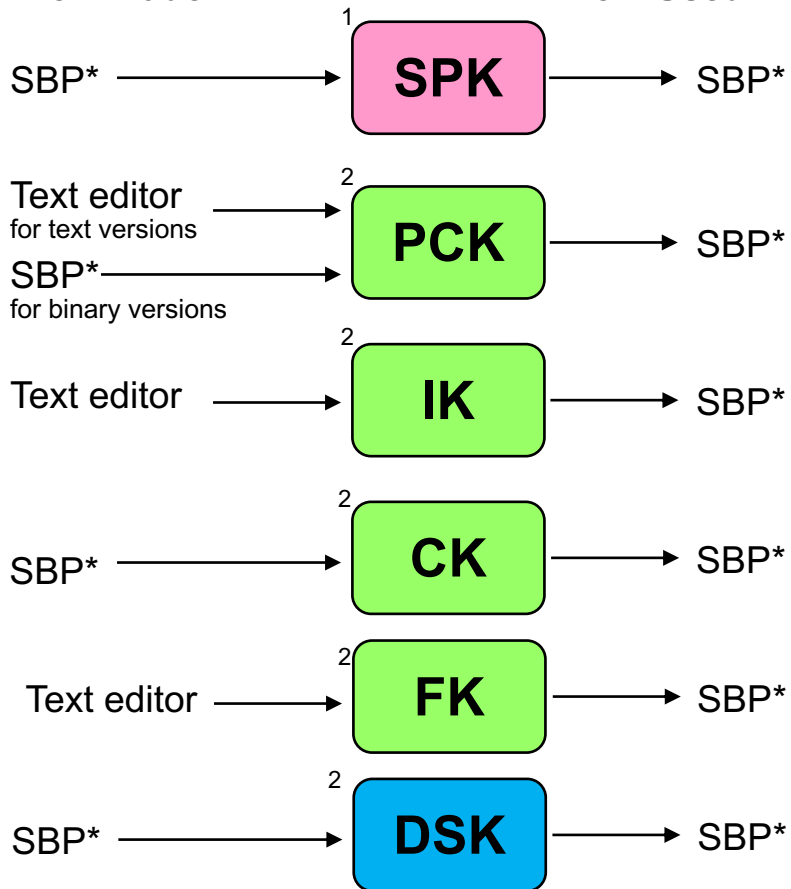 1
SBP* SPK SBP*
2
Text editor
for text versions
PCK SBP*
SBP*
for binary versions
2
Text editor IK SBP*
2
SBP* CK SBP*
2
Text editor FK SBP*
2
SBP* DSK SBP*